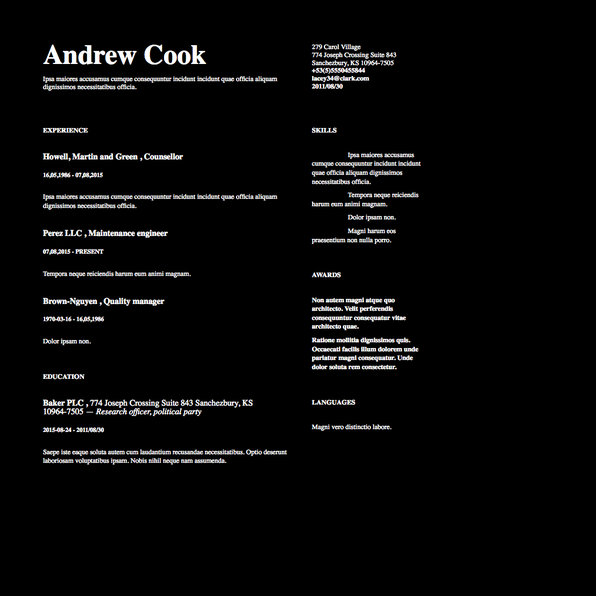 Andrew Cook
Ipsa maiores accusamus cumque consequuntur incidunt incidunt quae officia aliquam
dignissimos necessitatibus officia.
279 Carol Village
774 Joseph Crossing Suite 843
Sanchezbury, KS 10964-7505
+53(5)5550455844
lacey34@clark.com
2011/08/30
EXPERIENCE
Howell, Martin and Green , Counsellor
16,05,1986 - 07,08,2015
Ipsa maiores accusamus cumque consequuntur incidunt incidunt quae officia aliquam
dignissimos necessitatibus officia.
Perez LLC , Maintenance engineer
07,08,2015 - PRESENT
Tempora neque reiciendis harum eum animi magnam.
Brown-Nguyen , Quality manager
1970-03-16 - 16,05,1986
Dolor ipsam non.
EDUCATION
Baker PLC , 774 Joseph Crossing Suite 843 Sanchezbury, KS
10964-7505 — Research officer, political party
2015-08-24 - 2011/08/30
Saepe iste eaque soluta autem cum laudantium recusandae necessitatibus. Optio deserunt
laboriosam voluptatibus ipsam. Nobis nihil neque nam assumenda.
SKILLS
Ipsa maiores accusamus
cumque consequuntur incidunt incidunt
quae officia aliquam dignissimos
necessitatibus officia.
Tempora neque reiciendis
harum eum animi magnam.
Dolor ipsam non.
Magni harum eos
praesentium non nulla porro.
AWARDS
Non autem magni atque quo
architecto. Velit perferendis
consequuntur consequatur vitae
architecto quae.
Ratione mollitia dignissimos quis.
Occaecati facilis illum dolorem unde
pariatur magni consequatur. Unde
dolor soluta rem consectetur.
LANGUAGES
Magni vero distinctio labore.